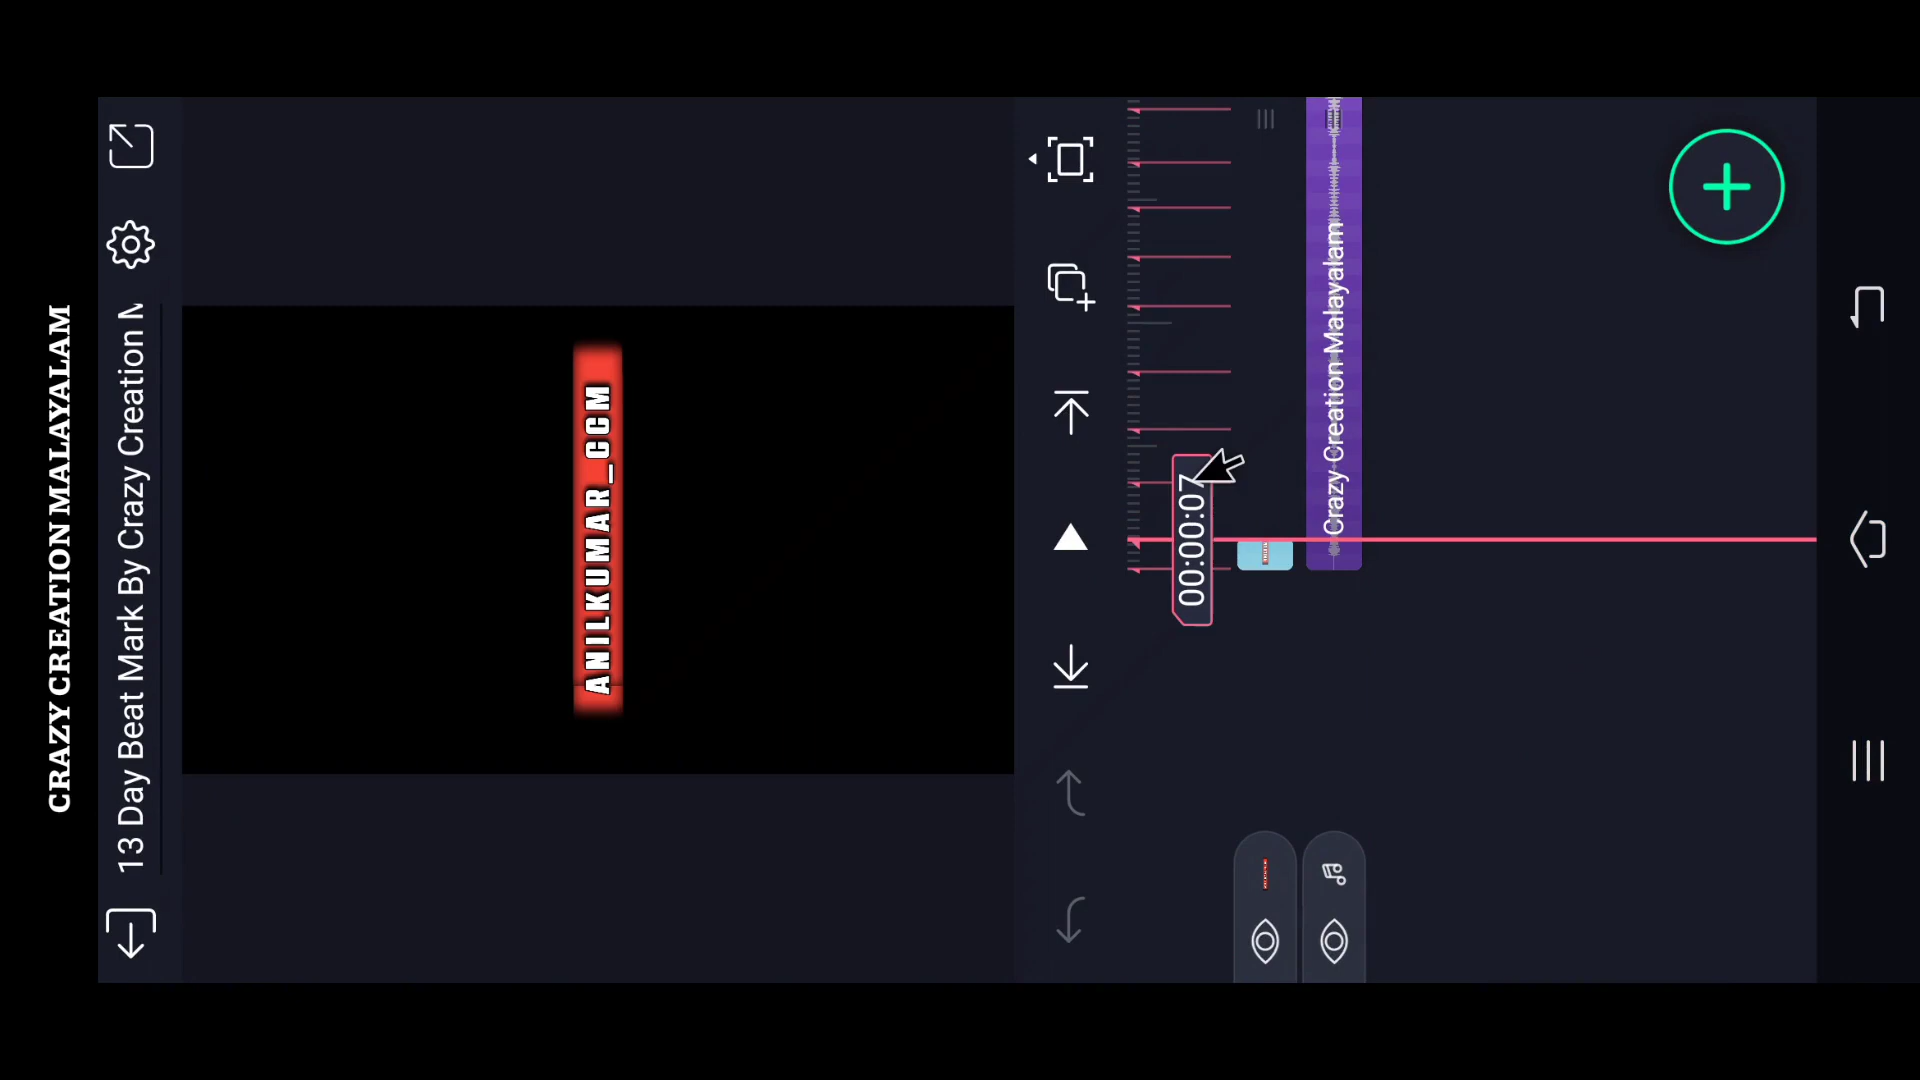 CRAZY CREATION MALAYALAM
13 Day Beat Mark By Crazy Creation M
ANILKUMAR_CCM
00:00:07
Crazy Creation Malayalam